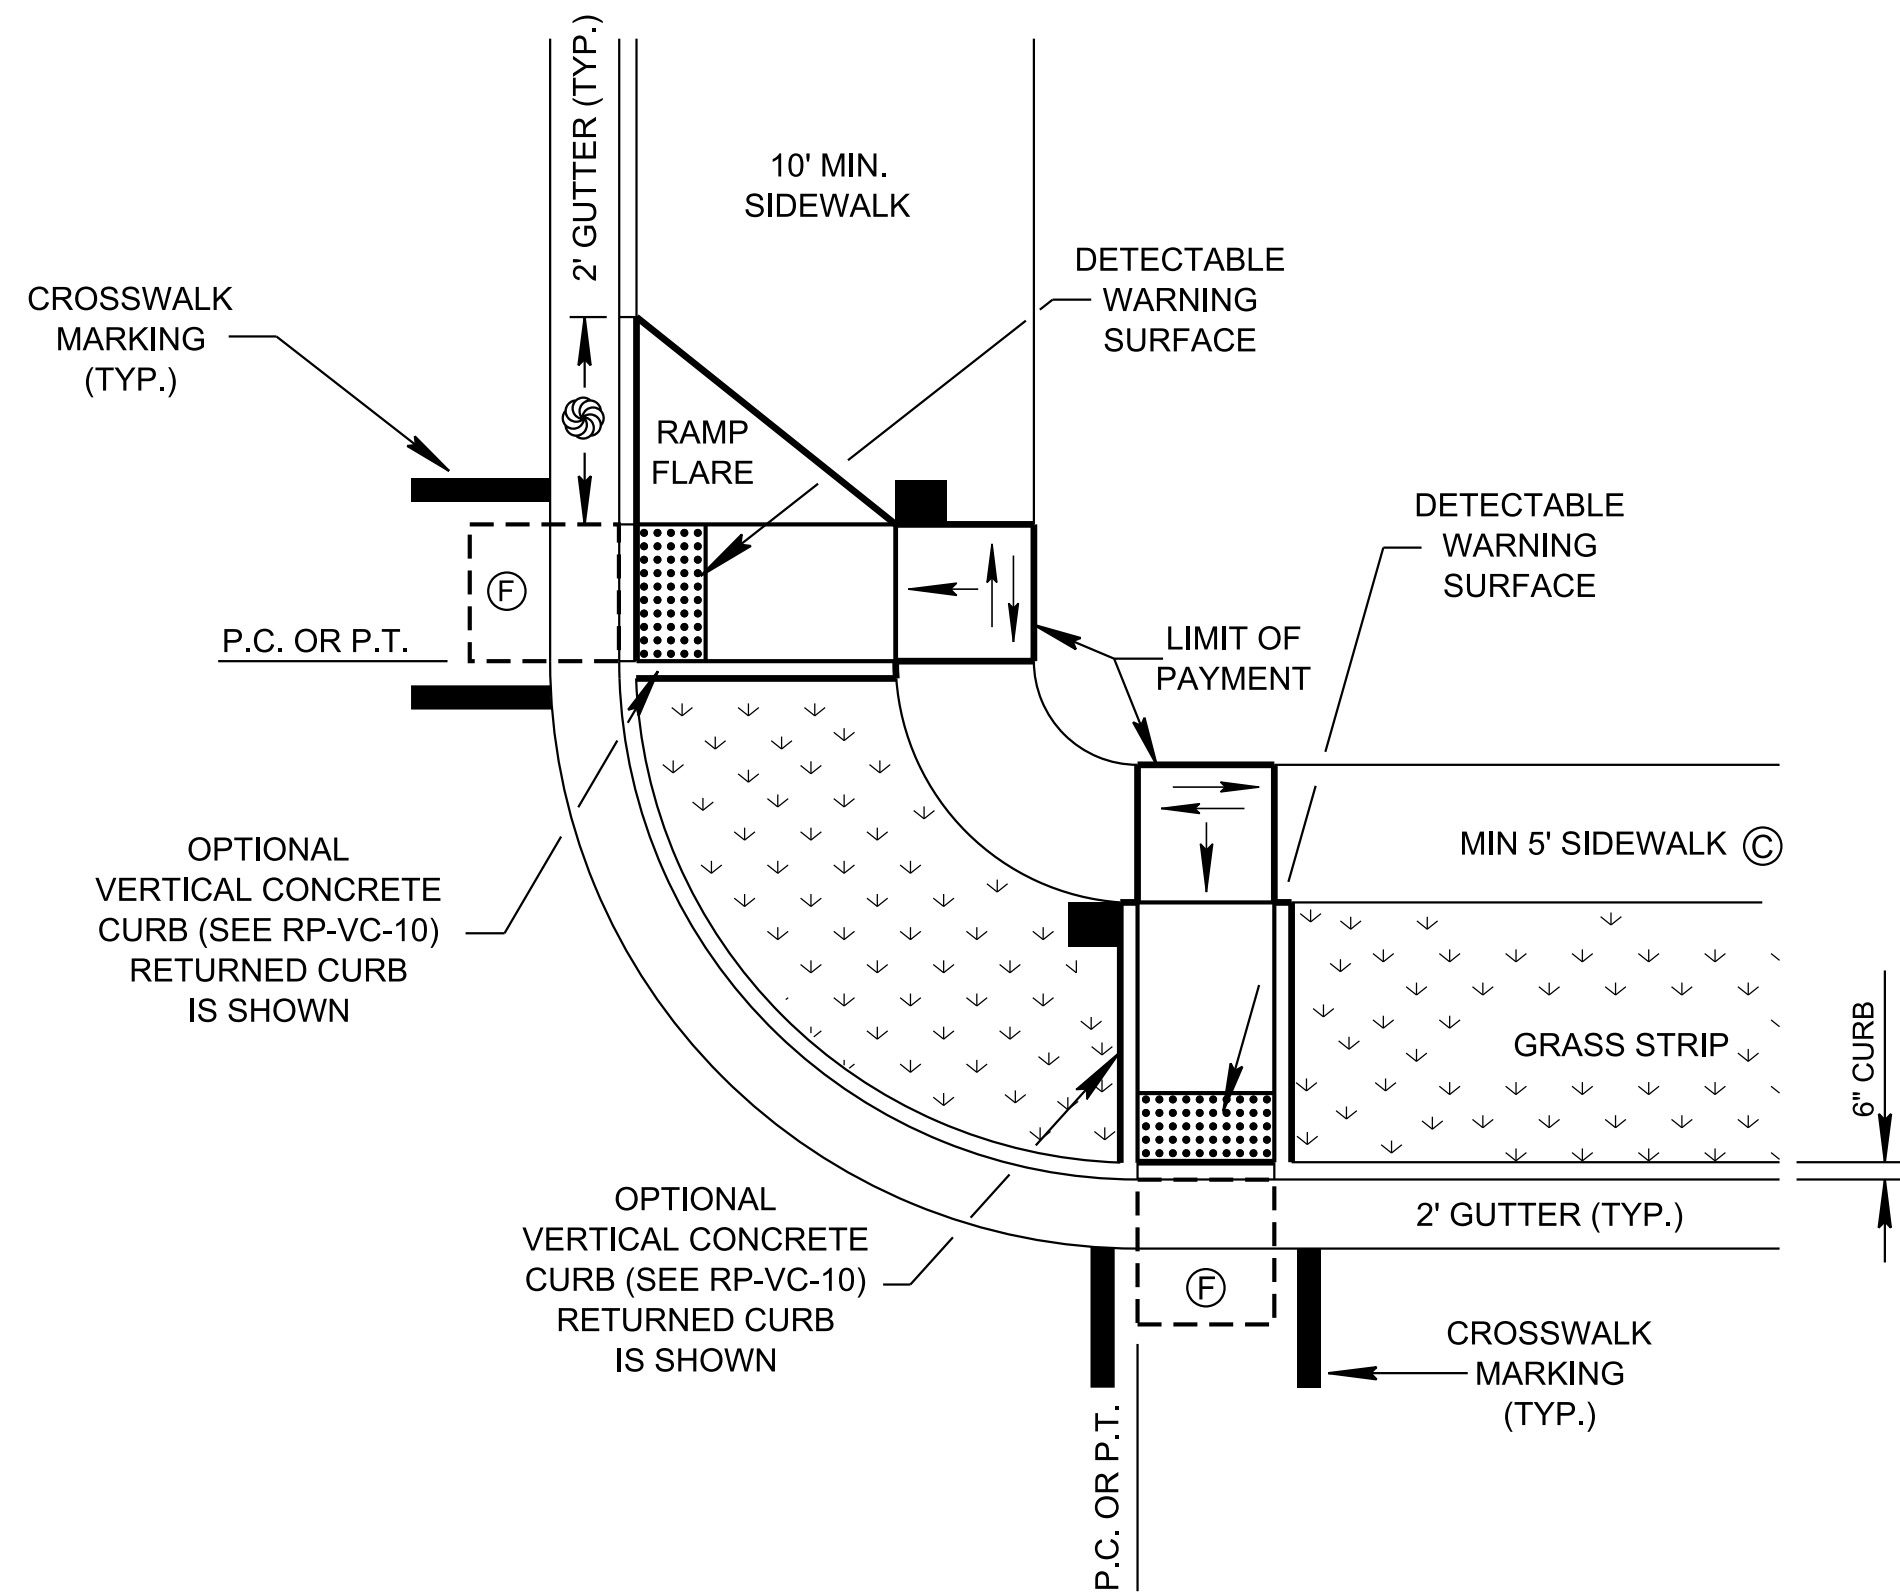 2' GUTTER (TYP.)
10' MIN.
SIDEWALK
DETECTABLE
WARNING
SURFACE
CROSSWALK
MARKING
(TYP.)
RAMP
FLARE
DETECTABLE
WARNING
SURFACE
F
P.C. OR P.T.
LIMIT OF
PAYMENT
OPTIONAL
VERTICAL CONCRETE
CURB (SEE RP-VC-10)
RETURNED CURB
IS SHOWN
MIN 5' SIDEWALK C
GRASS STRIP
6" CURB
OPTIONAL
VERTICAL CONCRETE
CURB (SEE RP-VC-10)
RETURNED CURB
IS SHOWN
2' GUTTER (TYP.)
F
CROSSWALK
MARKING
(TYP.)
P.C. OR P.T.